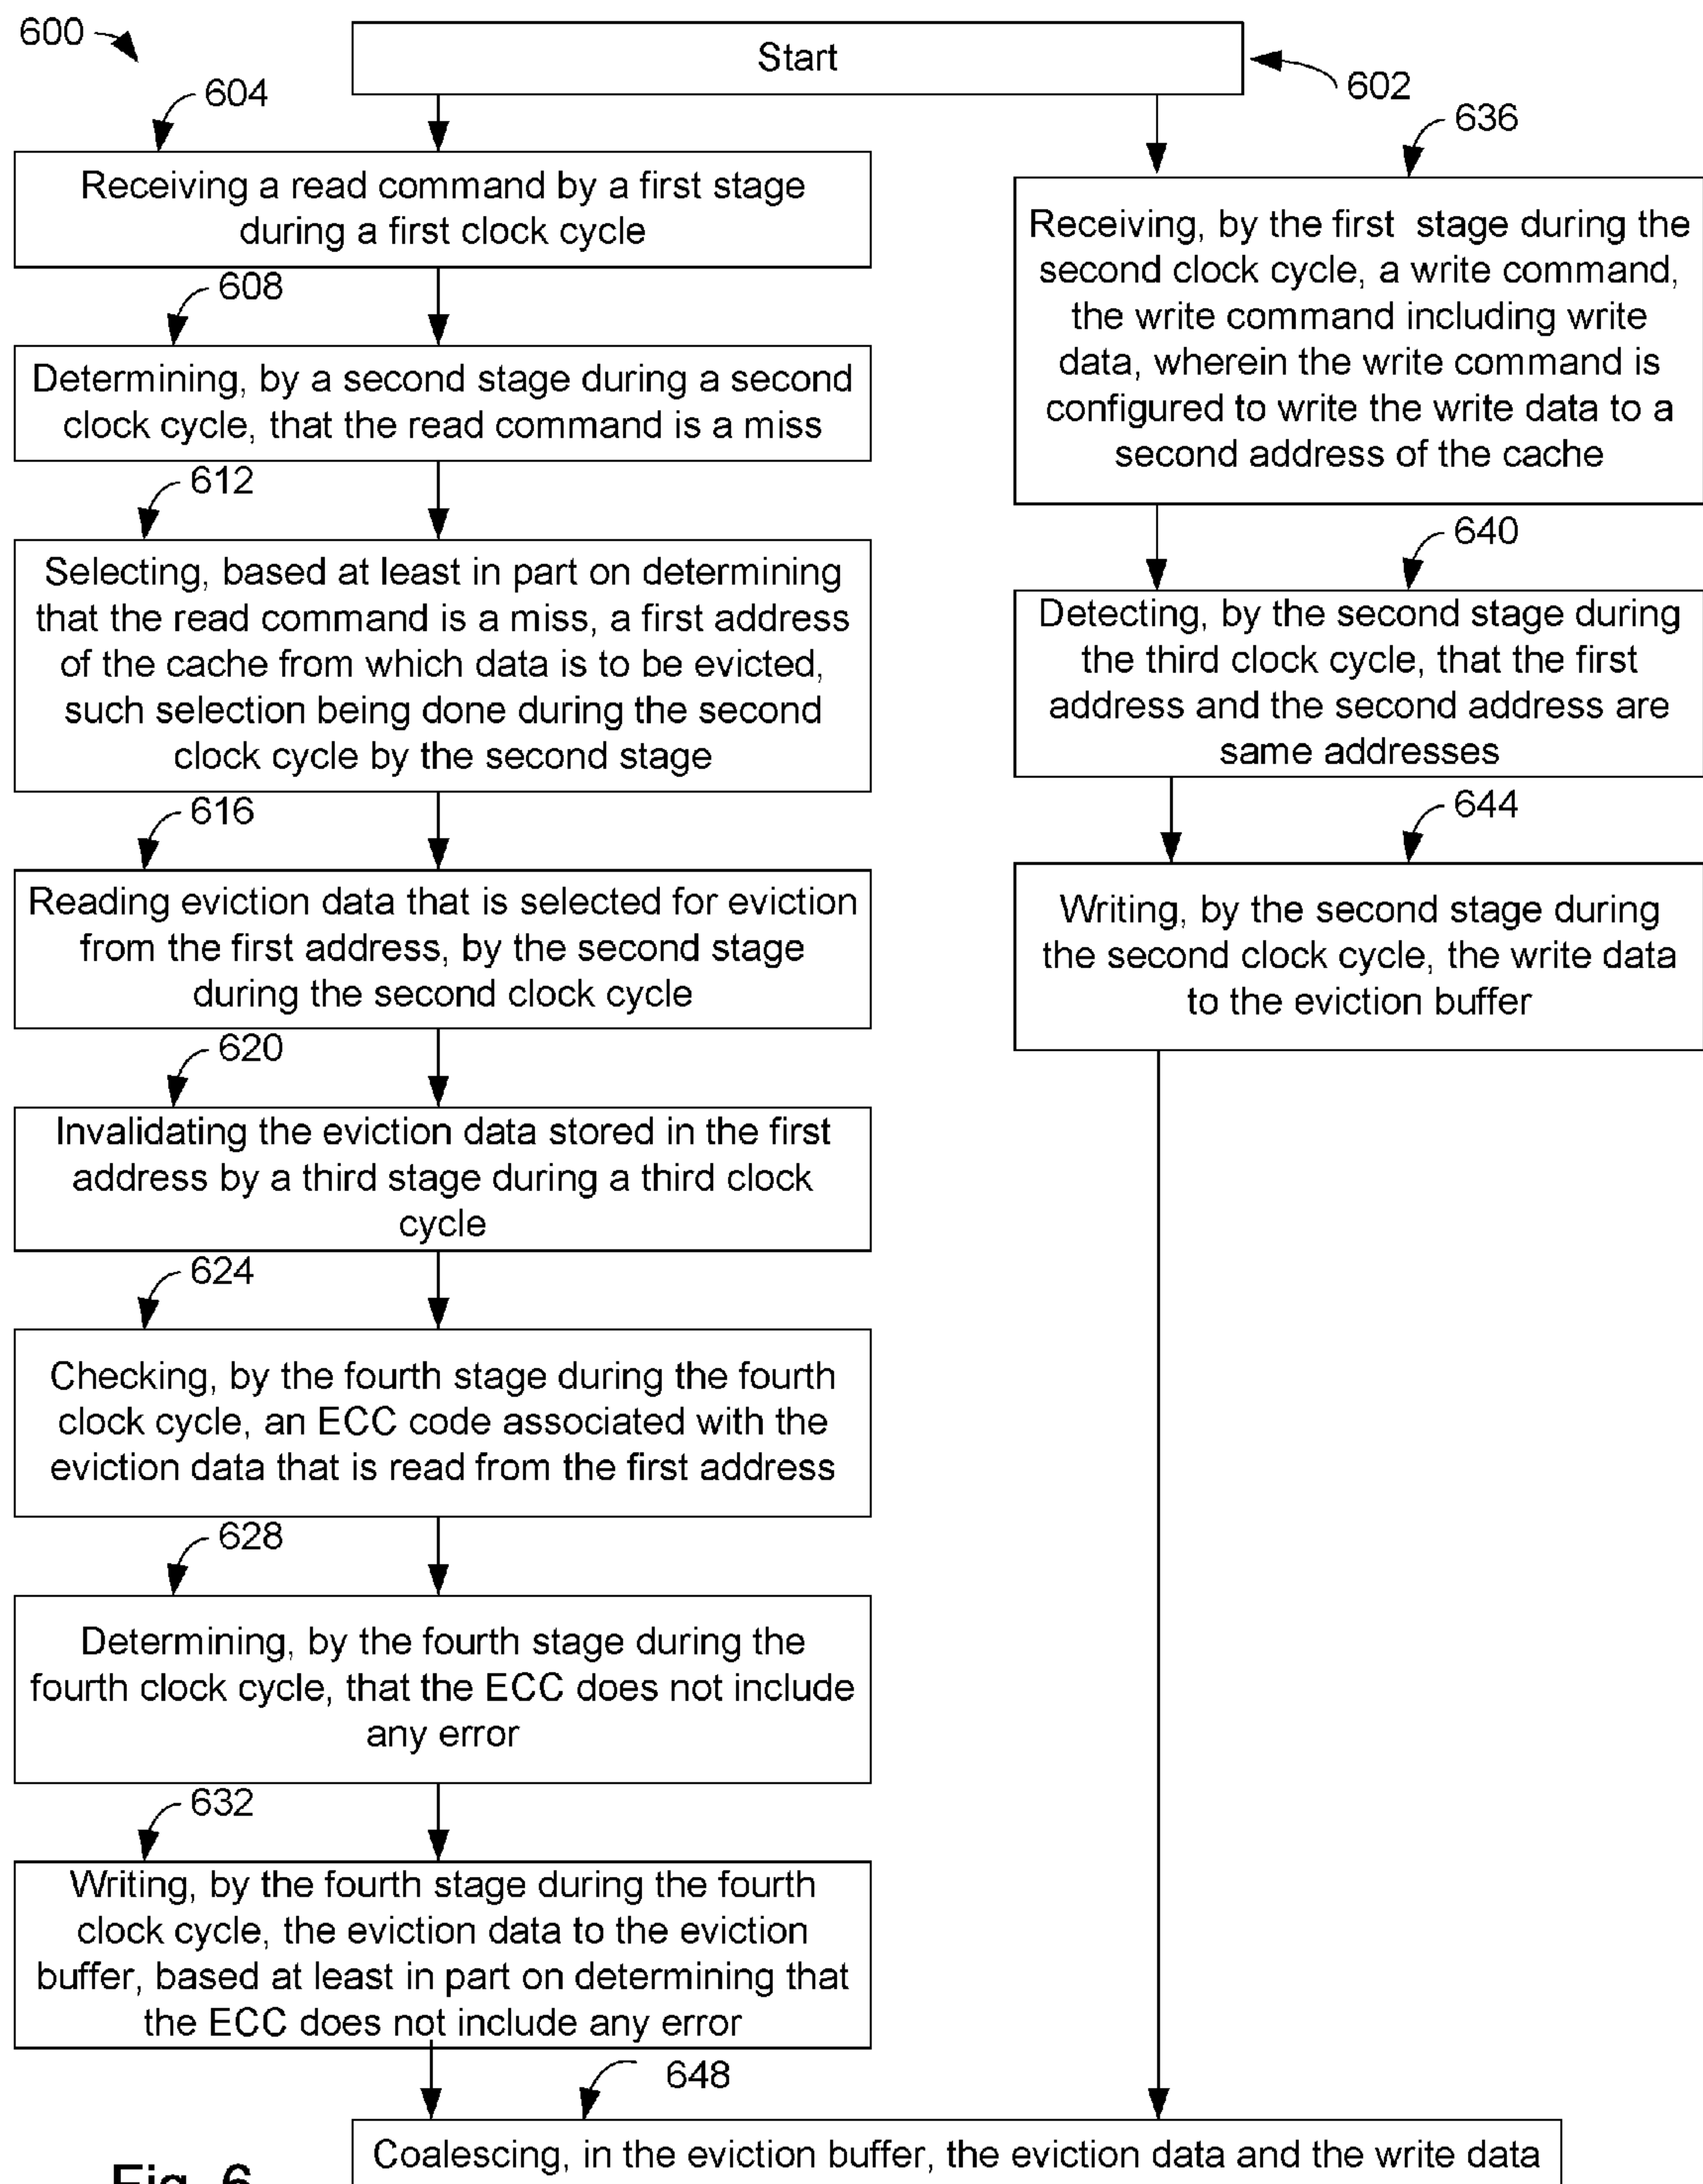 600
Start
602
604
Receiving a read command by a first stage
during a first clock cycle
608
Determining, by a second stage during a second
clock cycle, that the read command is a miss
612
Selecting, based at least in part on determining
that the read command is a miss, a first address
of the cache from which data is to be evicted,
such selection being done during the second
clock cycle by the second stage
616
Reading eviction data that is selected for eviction
from the first address, by the second stage
during the second clock cycle
620
Invalidating the eviction data stored in the first
address by a third stage during a third clock
cycle
624
Checking, by the fourth stage during the fourth
clock cycle, an ECC code associated with the
eviction data that is read from the first address
628
Determining, by the fourth stage during the
fourth clock cycle, that the ECC does not include
any error
632
Writing, by the fourth stage during the fourth
clock cycle, the eviction data to the eviction
buffer, based at least in part on determining that
the ECC does not include any error
636
Receiving, by the first stage during the
second clock cycle, a write command,
the write command including write
data, wherein the write command is
configured to write the write data to a
second address of the cache
640
Detecting, by the second stage during
the third clock cycle, that the first
address and the second address are
same addresses
644
Writing, by the second stage during
the second clock cycle, the write data
to the eviction buffer
648
Coalescing, in the eviction buffer, the eviction data and the write data
Fig. 6